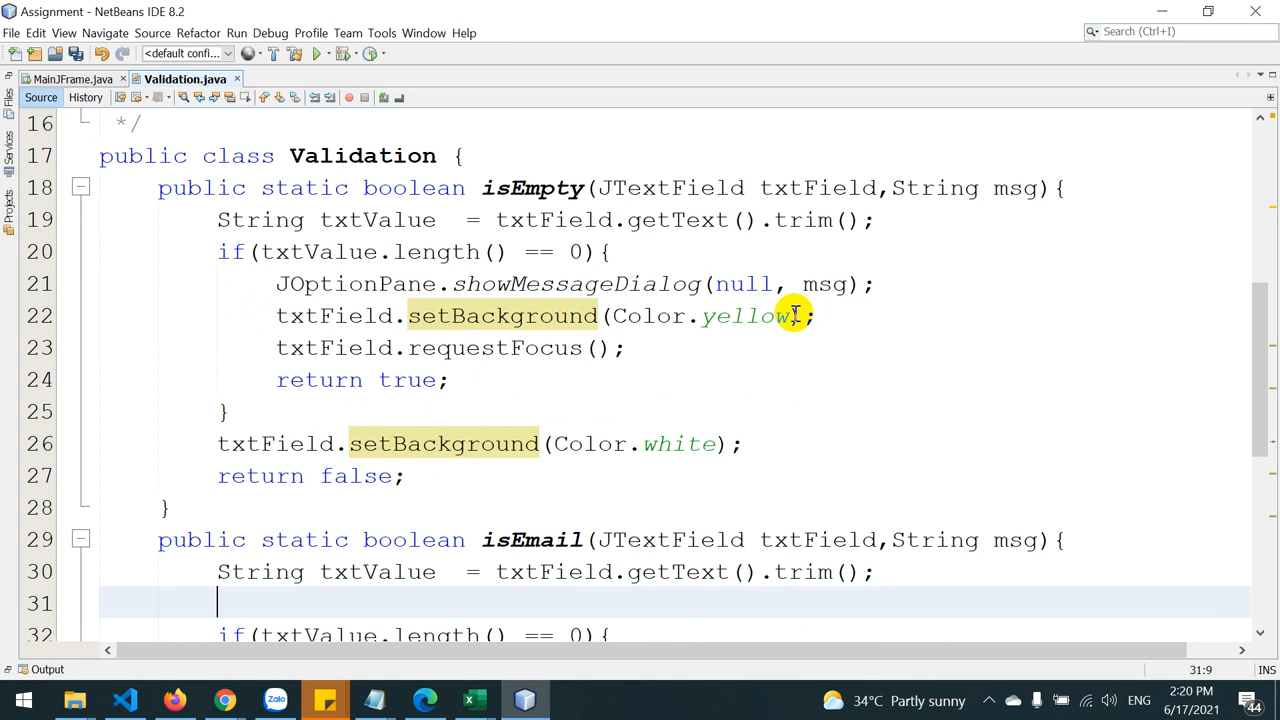 Assignment - NetBeans IDE 8.2
File Edit View Navigate Source Refactor Run Debug Profile Team Tools Window Help
Search (Ctrl+I)
<default confi...
MainJFrame.java Validation.java
Source History
Files
Services
Projects
16 */
17 public class Validation {
18 public static boolean isEmpty(JTextField txtField,String msg){
19 String txtValue = txtField.getText().trim();
20 if(txtValue.length() == 0){
21 JOptionPane.showMessageDialog(null, msg);
22 txtField.setBackground(Color.yellow);
23 txtField.requestFocus();
24 return true;
25 }
26 txtField.setBackground(Color.white);
27 return false;
28 }
29 public static boolean isEmail(JTextField txtField,String msg){
30 String txtValue = txtField.getText().trim();
31
32 if(txtValue.length() == 0){
Output
31:9 INS
Zalo
34°C Partly sunny
ENG
2:20 PM
6/17/2021
44